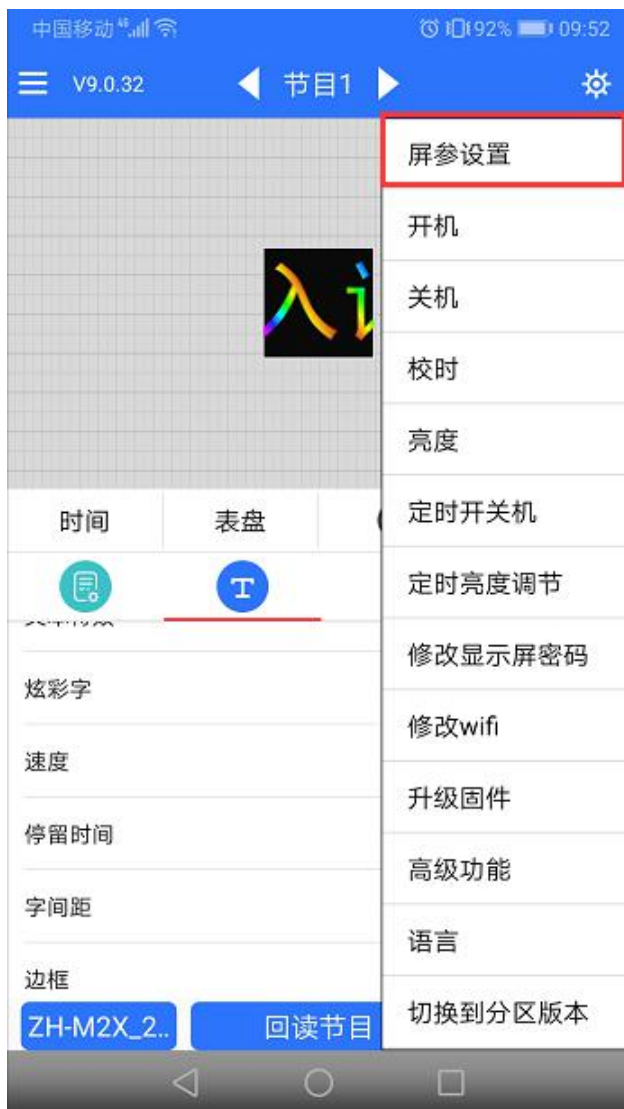 中国移动 46 92% 09:52
V9.0.32 节目1
屏参设置
开机
入
关机
校时
亮度
时间 表盘
定时开关机
T
定时亮度调节
修改显示屏密码
炫彩字
修改wifi
速度
升级固件
停留时间
高级功能
字间距
语言
边框
ZH-M2X_2.. 回读节目
切换到分区版本